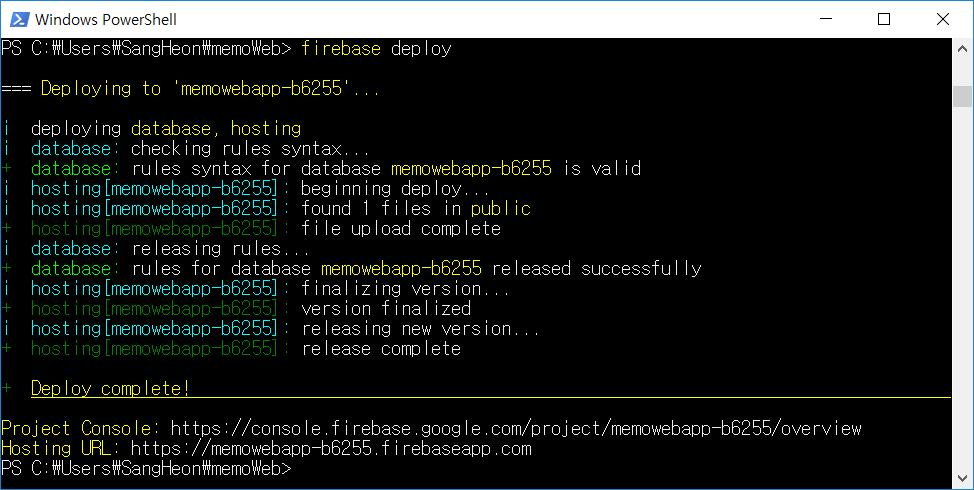 Windows PowerShell
PS C:₩Users₩SangHeon₩memoWeb> firebase deploy
=== Deploying to 'memowebapp-b6255'...
i  deploying database, hosting
i  database: checking rules syntax...
+  database: rules syntax for database memowebapp-b6255 is valid
i  hosting[memowebapp-b6255]: beginning deploy...
i  hosting[memowebapp-b6255]: found 1 files in public
+  hosting[memowebapp-b6255]: file upload complete
i  database: releasing rules...
+  database: rules for database memowebapp-b6255 released successfully
i  hosting[memowebapp-b6255]: finalizing version...
+  hosting[memowebapp-b6255]: version finalized
i  hosting[memowebapp-b6255]: releasing new version...
+  hosting[memowebapp-b6255]: release complete
+  Deploy complete!
Project Console: https://console.firebase.google.com/project/memowebapp-b6255/overview
Hosting URL: https://memowebapp-b6255.firebaseapp.com
PS C:₩Users₩SangHeon₩memoWeb>